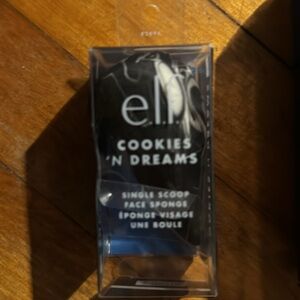 e.l.f.
COOKIES
'N DREAMS
SINGLE SCOOP
FACE SPONGE
ÉPONGE VISAGE
UNE BOULE